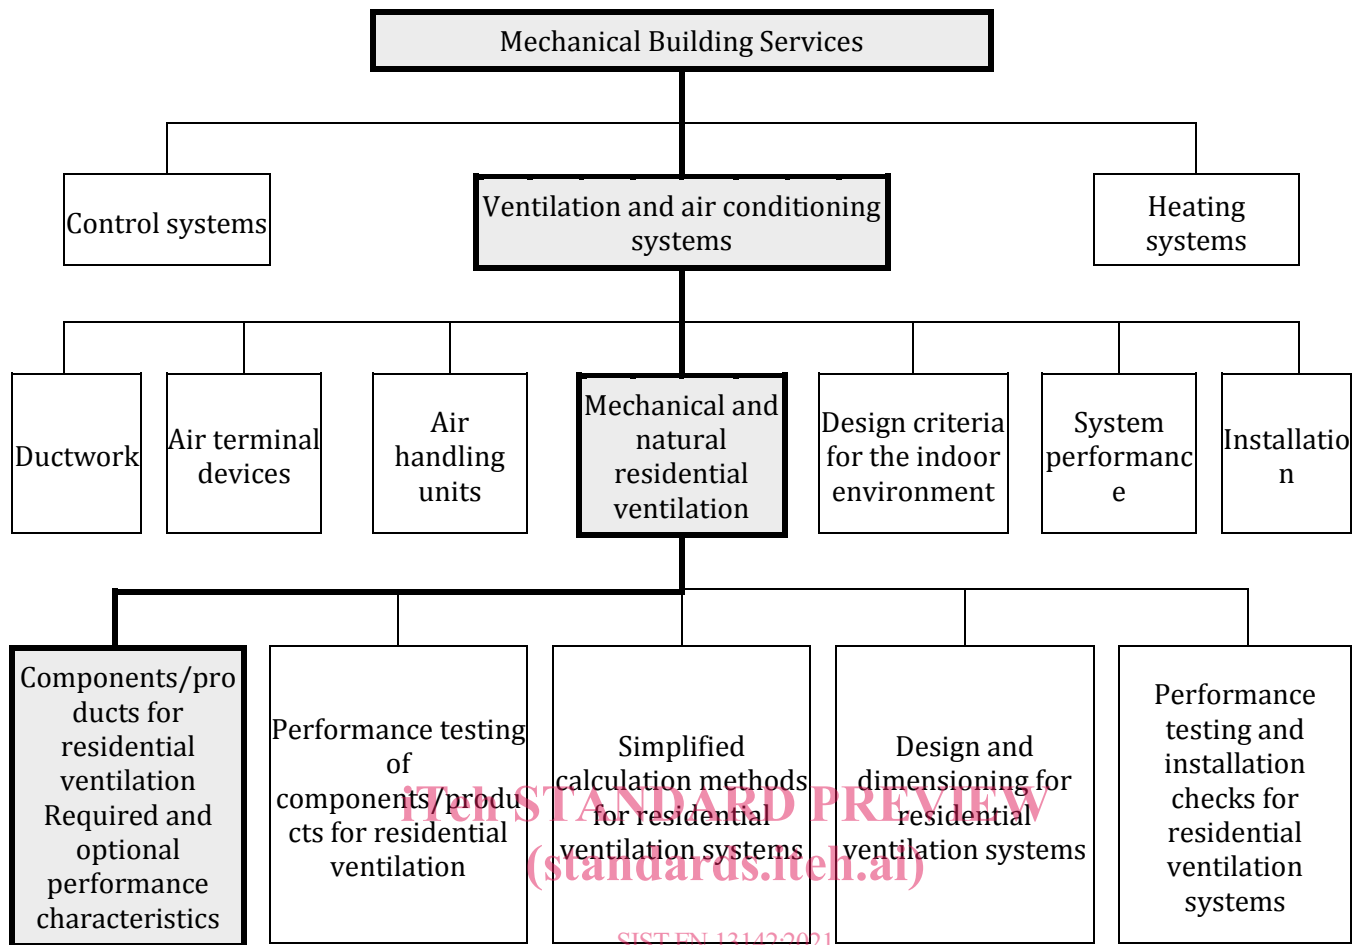 Mechanical Building Services
Control systems
Ventilation and air conditioning
systems
Heating
systems
Ductwork
Air terminal
devices
Air
handling
units
Mechanical and
natural
residential
ventilation
Design criteria
for the indoor
environment
System
performanc
e
Installatio
n
Components/pro
ducts for
residential
ventilation
Required and
optional
performance
characteristics
Performance testing
of
components/produ
cts for residential
ventilation
Simplified
calculation methods
for residential
ventilation systems
Design and
dimensioning for
residential
ventilation systems
Performance
testing and
installation
checks for
residential
ventilation
systems
iTeh STANDARD PREVIEW
(standards.iteh.ai)
SIST EN 13142:2021